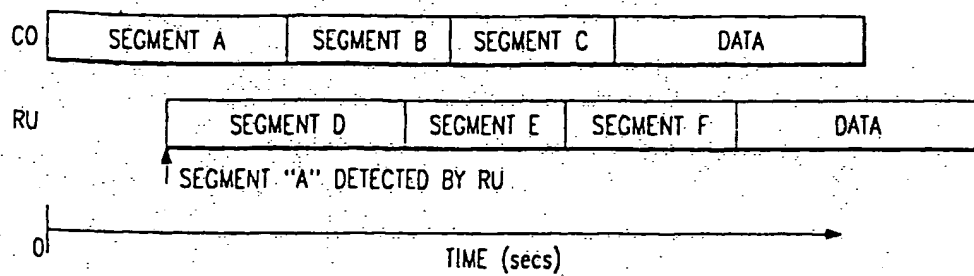 CO SEGMENT A SEGMENT B SEGMENT C DATA
RU SEGMENT D SEGMENT E SEGMENT F DATA
SEGMENT "A" DETECTED BY RU
0
TIME (secs)